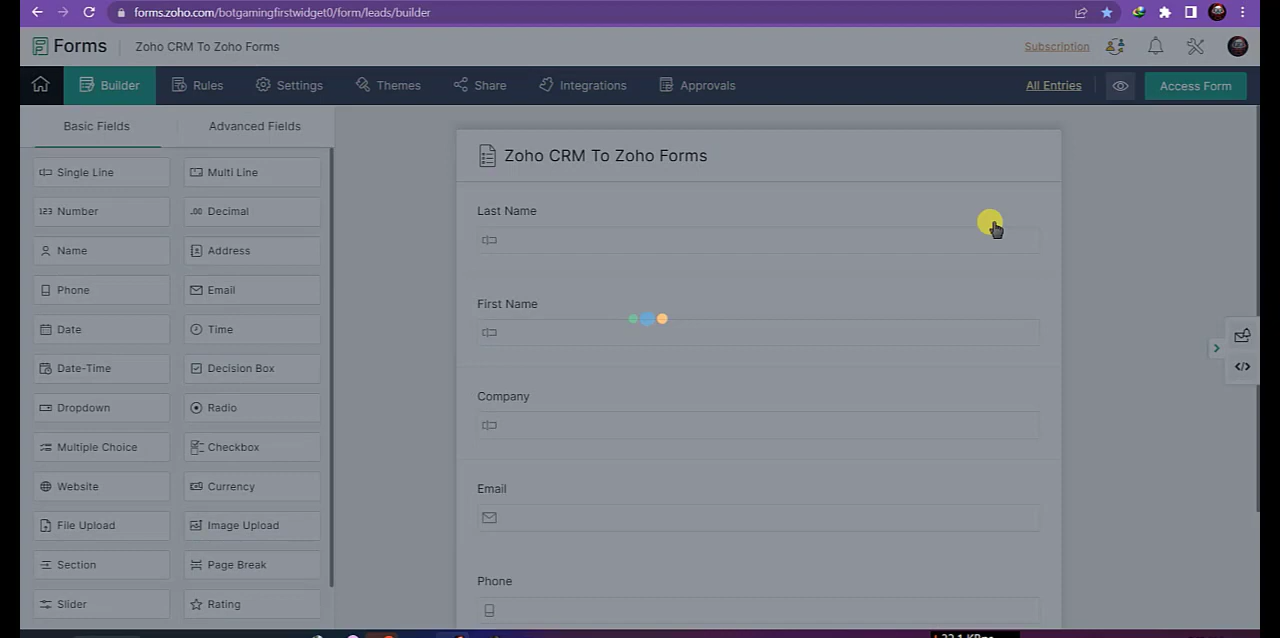 forms.zoho.com/botgamingfirstwidget0/form/leads/builder
Forms Zoho CRM To Zoho Forms Subscription
Builder Rules Settings Themes Share Integrations Approvals All Entries Access Form
Basic Fields Advanced Fields
Single Line Multi Line
123 Number .00 Decimal
Name Address
Phone Email
Date Time
Date-Time Decision Box
Dropdown Radio
Multiple Choice Checkbox
Website Currency
File Upload Image Upload
Section Page Break
Slider Rating
Zoho CRM To Zoho Forms
Last Name
First Name
Company
Email
Phone